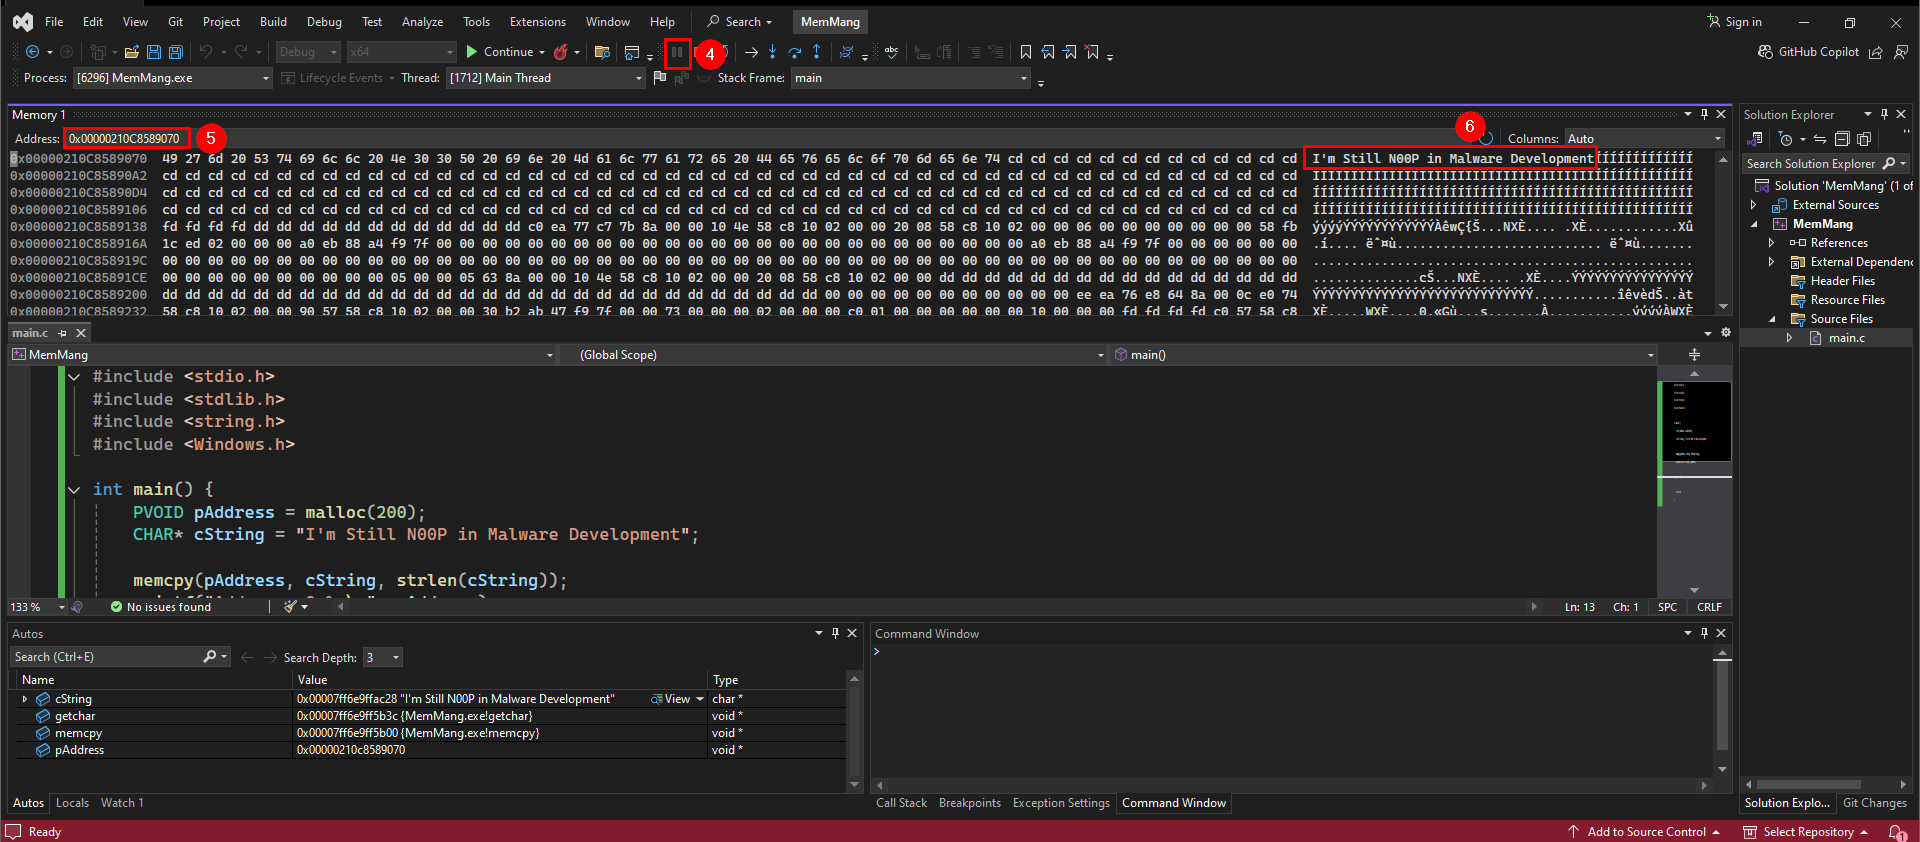 File Edit View Git Project Build Debug Test Analyze Tools Extensions Window Help Search MemMang Sign in
Debug x64 Continue 4 abc GitHub Copilot
Process: [6296] MemMang.exe Lifecycle Events Thread: [1712] Main Thread Stack Frame: main
Memory 1
Address: 0x00000210C8589070 5 6 Columns: Auto
0x00000210C8589070 49 27 6d 20 53 74 69 6c 6c 20 4e 30 30 50 20 69 6e 20 4d 61 6c 77 61 72 65 20 44 65 76 65 6c 6f 70 6d 65 6e 74 cd cd cd cd cd cd cd cd cd cd cd cd cd I'm Still N00P in Malware DevelopmentÍÍÍÍÍÍÍÍÍÍÍÍÍ
0x00000210C85890A2 cd cd cd cd cd cd cd cd cd cd cd cd cd cd cd cd cd cd cd cd cd cd cd cd cd cd cd cd cd cd cd cd cd cd cd cd cd cd cd cd cd cd cd cd cd cd cd cd cd cd ÍÍÍÍÍÍÍÍÍÍÍÍÍÍÍÍÍÍÍÍÍÍÍÍÍÍÍÍÍÍÍÍÍÍÍÍÍÍÍÍÍÍÍÍÍÍÍÍÍÍ
0x00000210C85890D4 cd cd cd cd cd cd cd cd cd cd cd cd cd cd cd cd cd cd cd cd cd cd cd cd cd cd cd cd cd cd cd cd cd cd cd cd cd cd cd cd cd cd cd cd cd cd cd cd cd cd ÍÍÍÍÍÍÍÍÍÍÍÍÍÍÍÍÍÍÍÍÍÍÍÍÍÍÍÍÍÍÍÍÍÍÍÍÍÍÍÍÍÍÍÍÍÍÍÍÍÍ
0x00000210C8589106 cd cd cd cd cd cd cd cd cd cd cd cd cd cd cd cd cd cd cd cd cd cd cd cd cd cd cd cd cd cd cd cd cd cd cd cd cd cd cd cd cd cd cd cd cd cd cd cd cd cd ÍÍÍÍÍÍÍÍÍÍÍÍÍÍÍÍÍÍÍÍÍÍÍÍÍÍÍÍÍÍÍÍÍÍÍÍÍÍÍÍÍÍÍÍÍÍÍÍÍÍ
0x00000210C8589138 fd fd fd fd dd dd dd dd dd dd dd dd dd dd dd dd c0 ea 77 c7 7b 8a 00 00 10 4e 58 c8 10 02 00 00 20 08 58 c8 10 02 00 00 06 00 00 00 00 00 00 00 58 fb ýýýýÝÝÝÝÝÝÝÝÝÝÝÝÀêwÇ{Š...NXÈ.... .XÈ............Xû
0x00000210C858916A 1c ed 02 00 00 00 a0 eb 88 a4 f9 7f 00 00 00 00 00 00 00 00 00 00 00 00 00 00 00 00 00 00 00 00 00 00 00 00 00 00 a0 eb 88 a4 f9 7f 00 00 00 00 00 00 .í.... ëˆ¤ù.......................... ëˆ¤ù.......
0x00000210C858919C 00 00 00 00 00 00 00 00 00 00 00 00 00 00 00 00 00 00 00 00 00 00 00 00 00 00 00 00 00 00 00 00 00 00 00 00 00 00 00 00 00 00 00 00 00 00 00 00 00 00 ..................................................
0x00000210C85891CE 00 00 00 00 00 00 00 00 00 00 05 00 00 05 63 8a 00 00 10 4e 58 c8 10 02 00 00 20 08 58 c8 10 02 00 00 dd dd dd dd dd dd dd dd dd dd dd dd dd dd dd dd ..............cŠ...NXÈ.... .XÈ....ÝÝÝÝÝÝÝÝÝÝÝÝÝÝÝÝ
0x00000210C8589200 dd dd dd dd dd dd dd dd dd dd dd dd dd dd dd dd dd dd dd dd dd dd dd dd dd dd dd dd dd 00 00 00 00 00 00 00 00 00 00 00 ee ea 76 e8 64 8a 00 0c e0 74 ÝÝÝÝÝÝÝÝÝÝÝÝÝÝÝÝÝÝÝÝÝÝÝÝÝÝÝÝÝ...........îêvèdŠ..àt
0x00000210C8589232 58 c8 10 02 00 00 90 57 58 c8 10 02 00 00 30 b2 ab 47 f9 7f 00 00 73 00 00 00 02 00 00 00 c0 01 00 00 00 00 00 00 10 00 00 00 fd fd fd fd c0 57 58 c8
main.c
MemMang (Global Scope) main()
#include <stdio.h>
#include <stdlib.h>
#include <string.h>
#include <Windows.h>
int main() {
PVOID pAddress = malloc(200);
CHAR* cString = "I'm Still N00P in Malware Development";
memcpy(pAddress, cString, strlen(cString));
133 % No issues found Ln: 13 Ch: 1 SPC CRLF
Autos
Search (Ctrl+E) Search Depth: 3
Name Value Type
cString 0x00007ff6e9ffac28 "I'm Still N00P in Malware Development" View char *
getchar 0x00007ff6e9ff5b3c {MemMang.exe!getchar} void *
memcpy 0x00007ff6e9ff5b00 {MemMang.exe!memcpy} void *
pAddress 0x00000210c8589070 void *
Autos Locals Watch 1
Command Window
>
Call Stack Breakpoints Exception Settings Command Window
Solution Explorer
Search Solution Explorer
Solution 'MemMang' (1 of
External Sources
MemMang
References
External Dependenc
Header Files
Resource Files
Source Files
main.c
Solution Explo... Git Changes
Ready Add to Source Control Select Repository 1